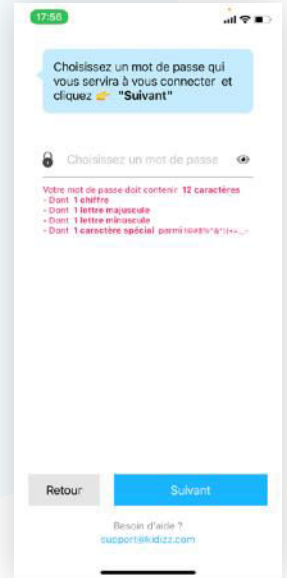 17:56
Choisissez un mot de passe qui
vous servira à vous connecter et
cliquez 👉 "Suivant"
Choisissez un mot de passe
Votre mot de passe doit contenir 12 caractères
- Dont 1 chiffre
- Dont 1 lettre majuscule
- Dont 1 lettre minuscule
- Dont 1 caractère spécial parmi
Retour
Suivant
Besoin d'aide ?
support@kidizz.com